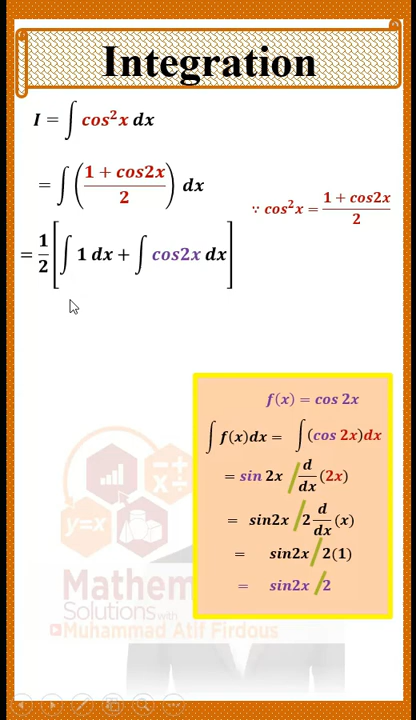 Integration
I = ∫ cos²x dx
= ∫ ((1 + cos2x)/2) dx
∵ cos²x = (1 + cos2x)/2
= 1/2 [∫ 1 dx + ∫ cos2x dx]
f(x) = cos 2x
∫ f(x)dx = ∫ (cos 2x)dx
= sin 2x / d/dx (2x)
= sin2x / 2 d/dx (x)
= sin2x / 2(1)
= sin2x / 2
y=x
Mathem
Solutions with
Muhammad Atif Firdous